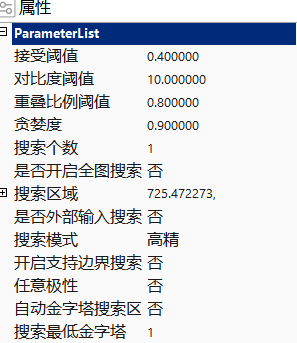 属性
ParameterList
接受阈值 0.400000
对比度阈值 10.000000
重叠比例阈值 0.800000
贪婪度 0.900000
搜索个数 1
是否开启全图搜索 否
搜索区域 725.472273,
是否外部输入搜索 否
搜索模式 高精
开启支持边界搜索 否
任意极性 否
自动金字塔搜索区 否
搜索最低金字塔 1